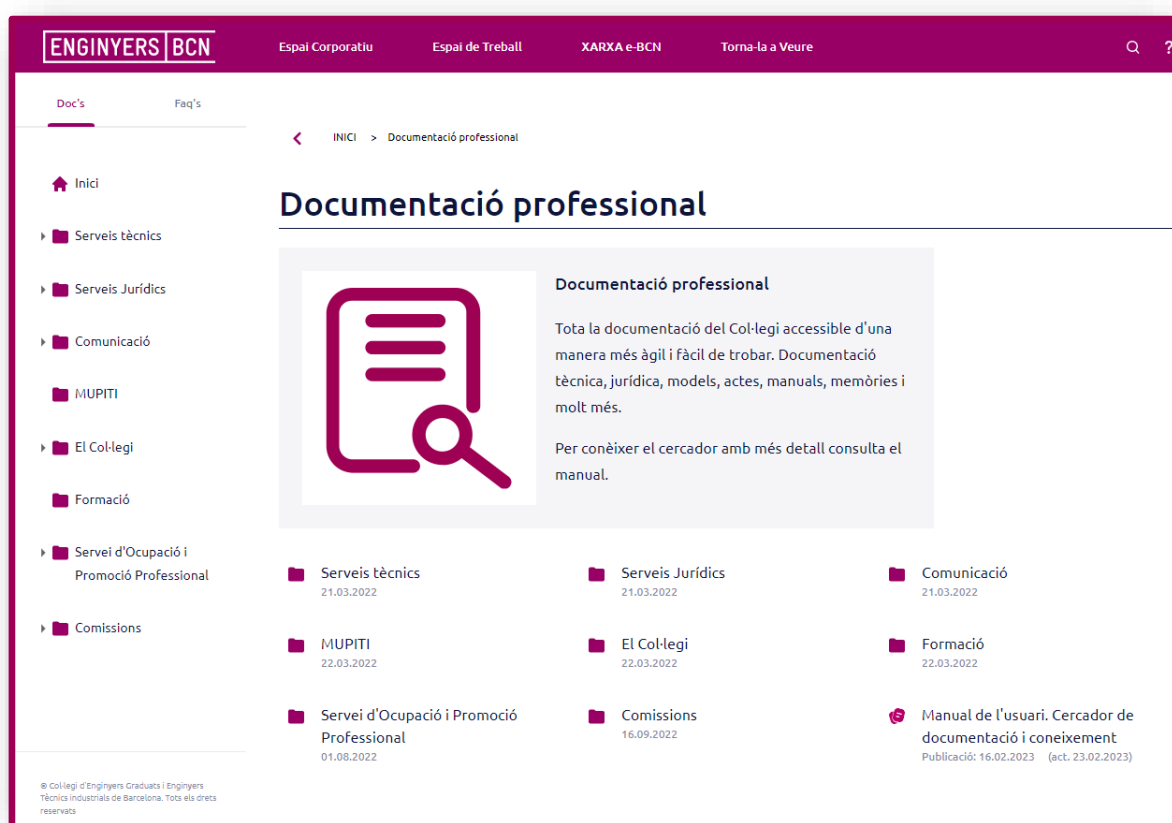 ENGINYERS BCN
Espai Corporatiu
Espai de Treball
XARXA e-BCN
Torna-la a Veure
?
Doc's
Faq's
Inici
Serveis tècnics
Serveis Jurídics
Comunicació
MUPITI
El Col·legi
Formació
Servei d'Ocupació i
Promoció Professional
Comissions
® Col·legi d'Enginyers Graduats i Enginyers
Tècnics industrials de Barcelona. Tots els drets
reservats
INICI > Documentació professional
Documentació professional
Documentació professional
Tota la documentació del Col·legi accessible d'una
manera més àgil i fàcil de trobar. Documentació
tècnica, jurídica, models, actes, manuals, memòries i
molt més.
Per conèixer el cercador amb més detall consulta el
manual.
Serveis tècnics
21.03.2022
Serveis Jurídics
21.03.2022
Comunicació
21.03.2022
MUPITI
22.03.2022
El Col·legi
22.03.2022
Formació
22.03.2022
Servei d'Ocupació i Promoció
Professional
01.08.2022
Comissions
16.09.2022
Manual de l'usuari. Cercador de
documentació i coneixement
Publicació: 16.02.2023 (act. 23.02.2023)